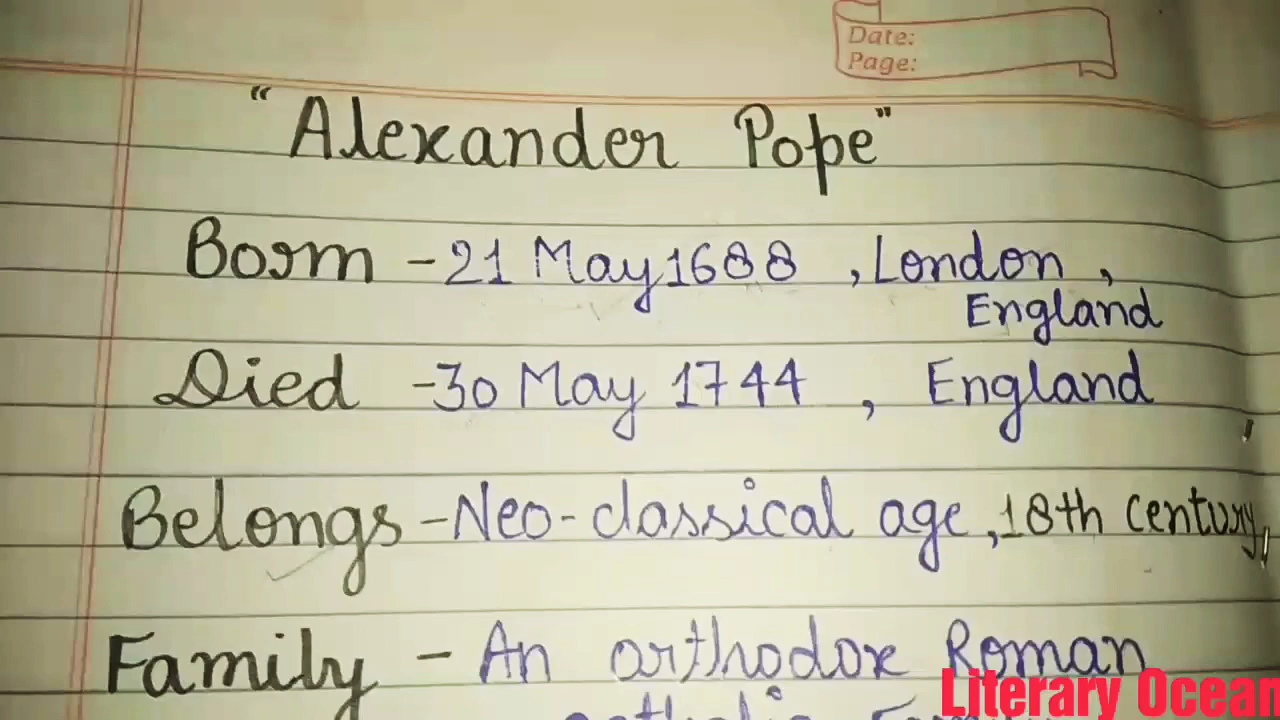 Date:
Page:
"Alexander Pope"
Born - 21 May 1688 , London ,
England
Died - 30 May 1744 , England
Belongs - Neo-classical age, 18th century,
Family - An orthodox Roman
Literary Ocean